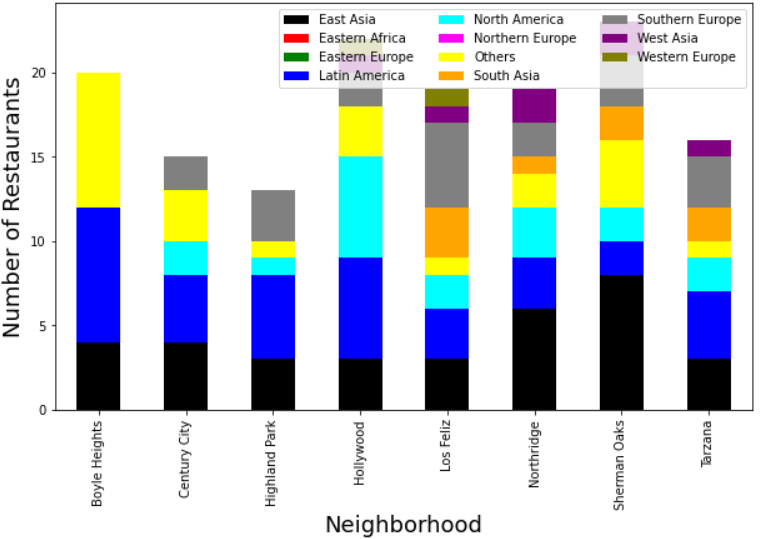 East Asia
Eastern Africa
Eastern Europe
Latin America
North America
Northern Europe
Others
South Asia
Southern Europe
West Asia
Western Europe
Number of Restaurants
20
15
10
5
0
Boyle Heights
Century City
Highland Park
Hollywood
Los Feliz
Northridge
Sherman Oaks
Tarzana
Neighborhood